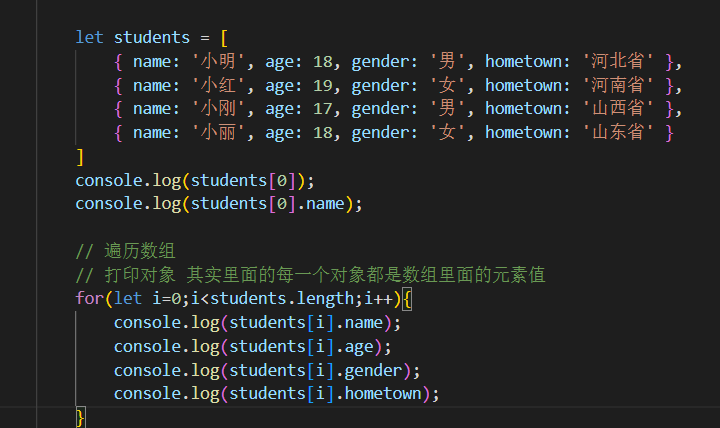 let students = [
{ name: '小明', age: 18, gender: '男', hometown: '河北省' },
{ name: '小红', age: 19, gender: '女', hometown: '河南省' },
{ name: '小刚', age: 17, gender: '男', hometown: '山西省' },
{ name: '小丽', age: 18, gender: '女', hometown: '山东省' }
]
console.log(students[0]);
console.log(students[0].name);
// 遍历数组
// 打印对象 其实里面的每一个对象都是数组里面的元素值
for(let i=0;i<students.length;i++){
console.log(students[i].name);
console.log(students[i].age);
console.log(students[i].gender);
console.log(students[i].hometown);
}